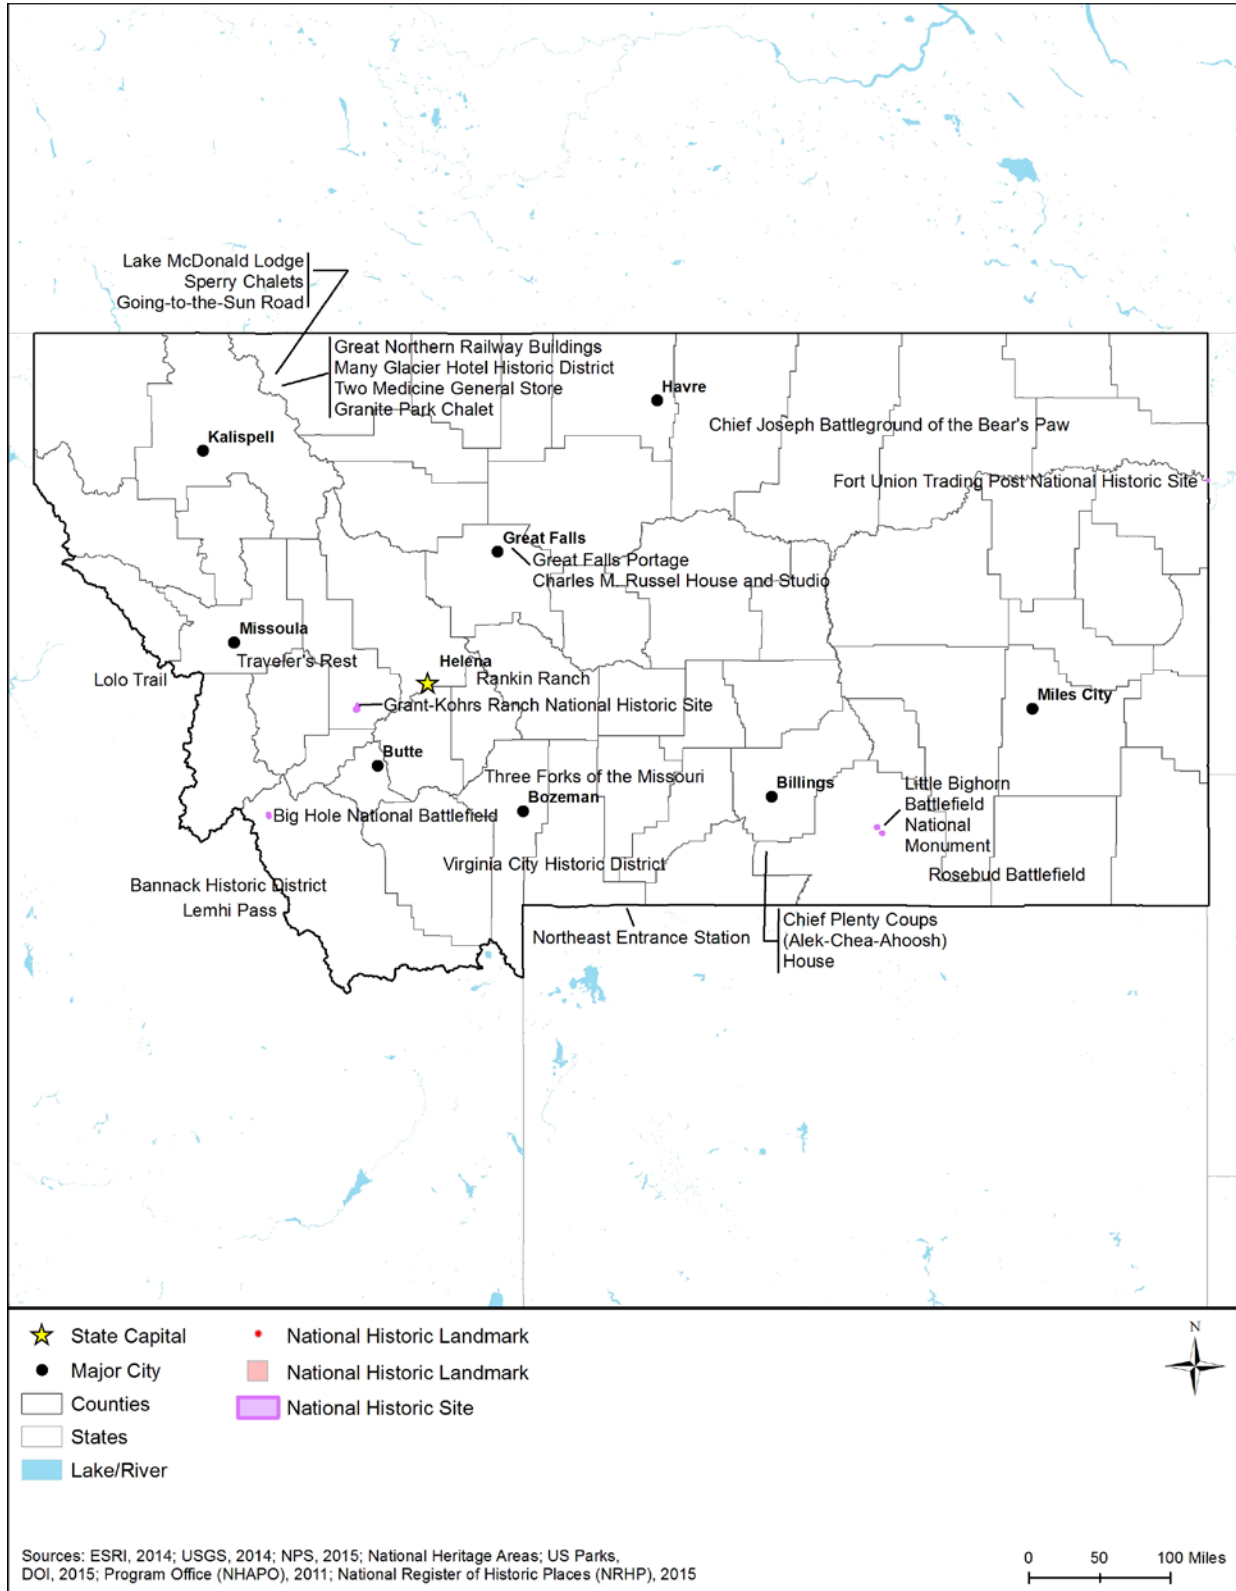 Lake McDonald Lodge
Sperry Chalets
Going-to-the-Sun Road
Great Northern Railway Buildings
Many Glacier Hotel Historic District
Two Medicine General Store
Granite Park Chalet
Havre
Chief Joseph Battleground of the Bear's Paw
Kalispell
Fort Union Trading Post National Historic Site
Great Falls
Great Falls Portage
Charles M. Russel House and Studio
Missoula
Traveler's Rest
Lolo Trail
Helena
Rankin Ranch
Grant-Kohrs Ranch National Historic Site
Miles City
Butte
Three Forks of the Missouri
Bozeman
Billings
Little Bighorn
Battlefield
National
Monument
Big Hole National Battlefield
Virginia City Historic District
Rosebud Battlefield
Bannack Historic District
Lemhi Pass
Northeast Entrance Station
Chief Plenty Coups
(Alek-Chea-Ahoosh)
House
State Capital
Major City
Counties
States
Lake/River
National Historic Landmark
National Historic Landmark
National Historic Site
N
Sources: ESRI, 2014; USGS, 2014; NPS, 2015; National Heritage Areas; US Parks,
DOI, 2015; Program Office (NHAPO), 2011; National Register of Historic Places (NRHP), 2015
0 50 100 Miles